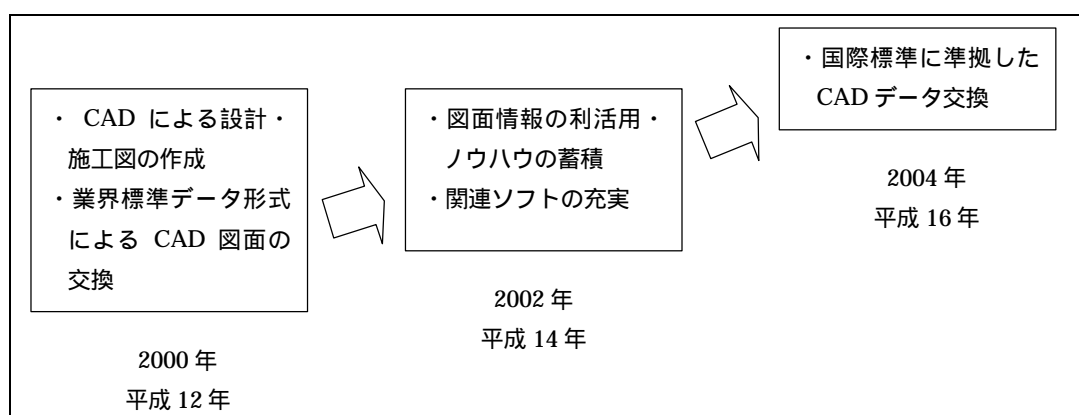 ・ CAD による設計・
施工図の作成
・業界標準データ形式
による CAD 図面の
交換
2000 年
平成 12 年
・図面情報の利活用・
ノウハウの蓄積
・関連ソフトの充実
2002 年
平成 14 年
・国際標準に準拠した
CAD データ交換
2004 年
平成 16 年